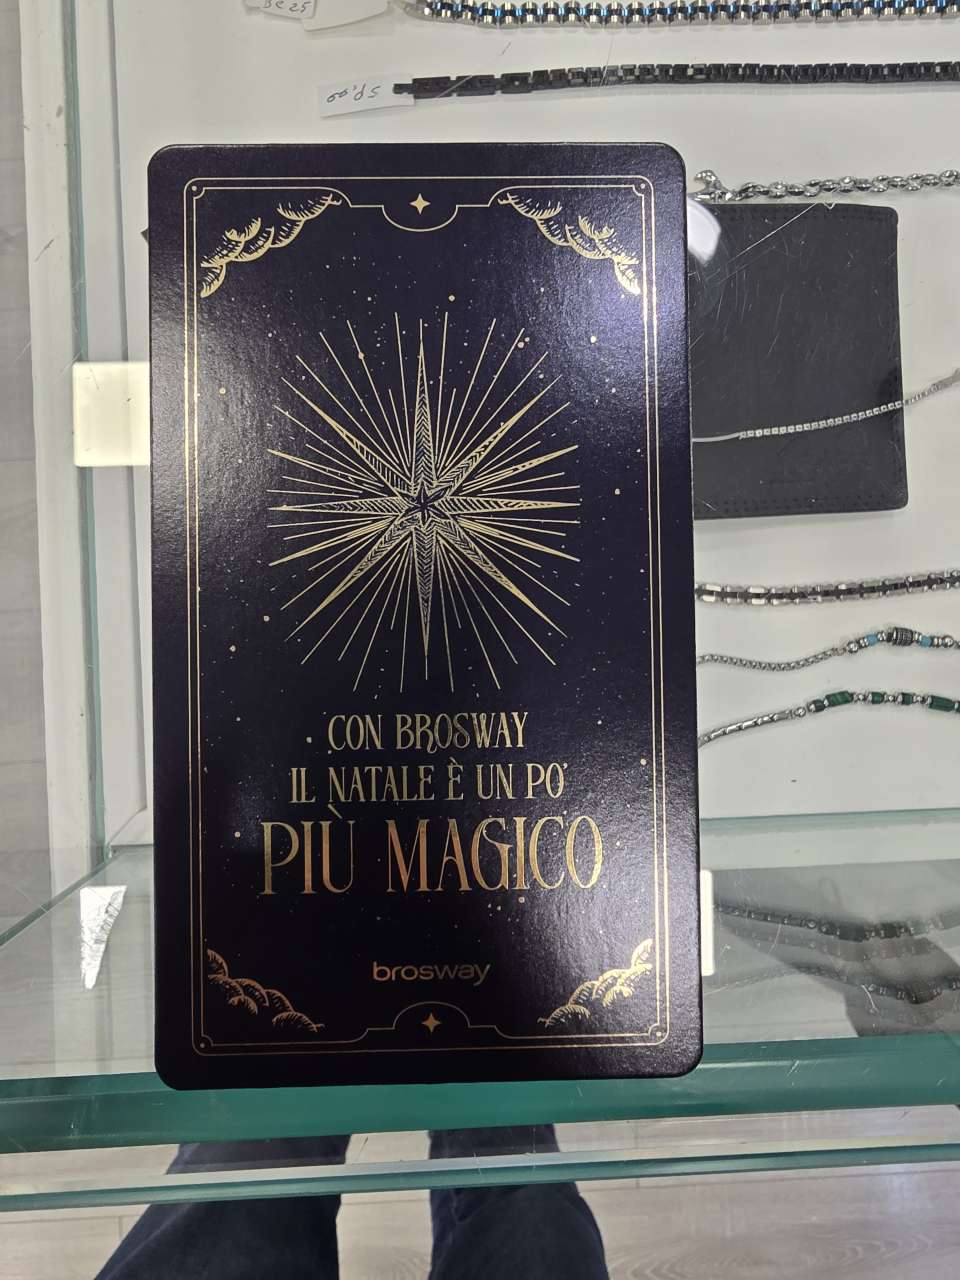 CON BROSWAY
IL NATALE È UN PO'
PIÙ MAGICO
brosway